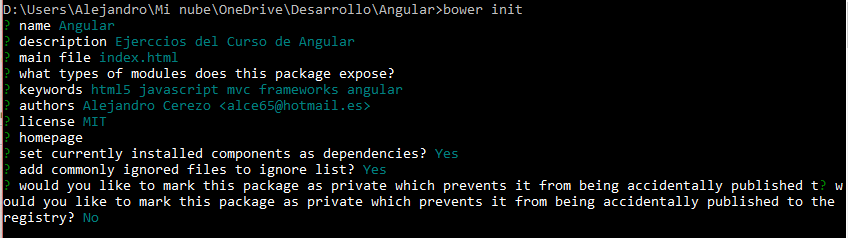 D:\Users\Alejandro\Mi nube\OneDrive\Desarrollo\Angular>bower init
? name Angular
? description Ejerccios del Curso de Angular
? main file index.html
? what types of modules does this package expose?
? keywords html5 javascript mvc frameworks angular
? authors Alejandro Cerezo <alce65@hotmail.es>
? license MIT
? homepage
? set currently installed components as dependencies? Yes
? add commonly ignored files to ignore list? Yes
? would you like to mark this package as private which prevents it from being accidentally published t? w
ould you like to mark this package as private which prevents it from being accidentally published to the
registry? No